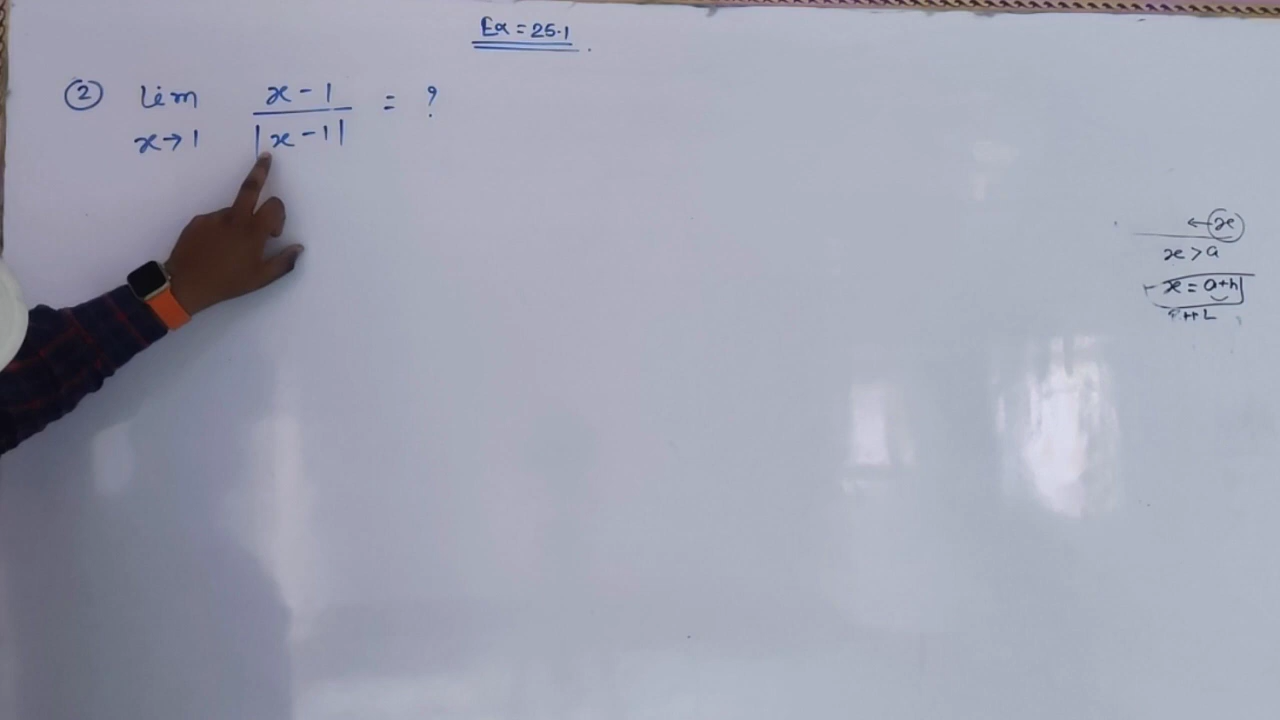 Ex = 25.1
② lim x-1 = ?
x→1 |x-1|
←x
x > a
x = a+h